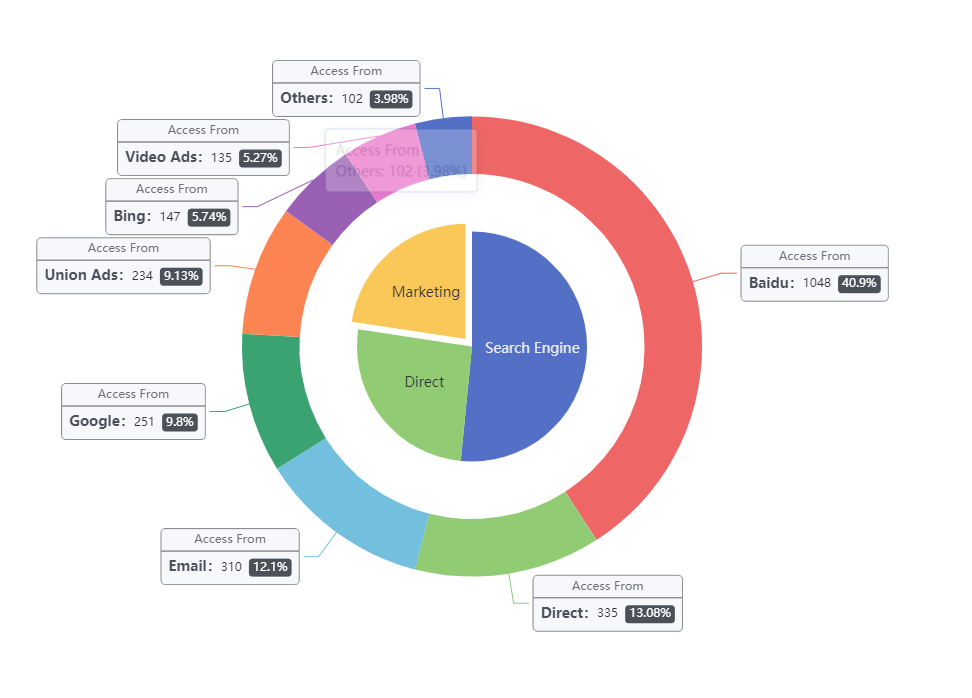 Access From
Others: 102 3.98%
Access From
Video Ads: 135 5.27%
Access From
Others: 102 (3.98%)
Access From
Bing: 147 5.74%
Access From
Union Ads: 234 9.13%
Access From
Baidu: 1048 40.9%
Marketing
Search Engine
Direct
Access From
Google: 251 9.8%
Access From
Email: 310 12.1%
Access From
Direct: 335 13.08%